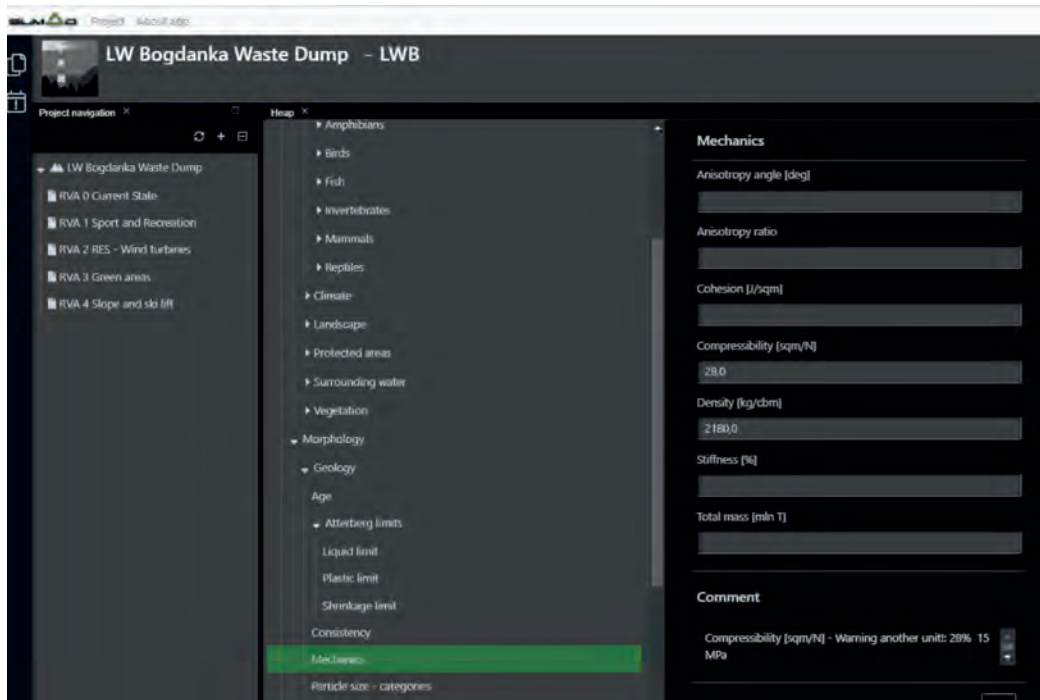 SUMAD Project About app
LW Bogdanka Waste Dump – LWB
Project navigation
LW Bogdanka Waste Dump
RVA 0 Current State
RVA 1 Sport and Recreation
RVA 2 RES - Wind turbines
RVA 3 Green areas
RVA 4 Slope and ski lift
Heap
Amphibians
Birds
Fish
Invertebrates
Mammals
Reptiles
Climate
Landscape
Protected areas
Surrounding water
Vegetation
Morphology
Geology
Age
Atterberg limits
Liquid limit
Plastic limit
Shrinkage limit
Consistency
Mechanics
Particle size - categories
Mechanics
Anisotropy angle [deg]
Anisotropy ratio
Cohesion [J/sqm]
Compressibility [sqm/N]
28,0
Density [kg/cbm]
2180,0
Stiffness [%]
Total mass [mln T]
Comment
Compressibility [sqm/N] - Warning another unit!: 28% 15
MPa